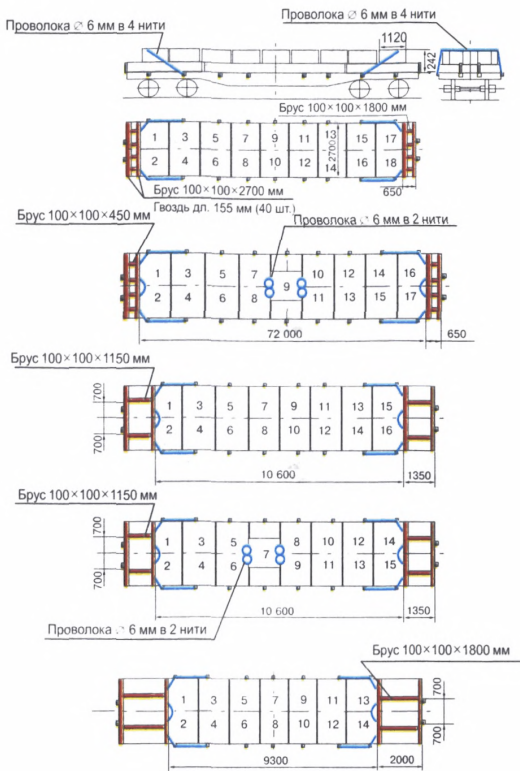 Проволока ∅ 6 мм в 4 нити
Проволока ∅ 6 мм в 4 нити
1120
242
Брус 100×100×1800 мм
1 3 5 7 9 11 13 15 17
2 4 6 8 10 12 14 16 18
2700
650
Брус 100×100×2700 мм
Гвоздь дл. 155 мм (40 шт.)
Брус 100×100×450 мм
Проволока ∅ 6 мм в 2 нити
1 3 5 7 9 10 12 14 16
2 4 6 8 11 13 15 17
72 000
650
Брус 100×100×1150 мм
700
700
1 3 5 7 9 11 13 15
2 4 6 8 10 12 14 16
10 600
1350
Брус 100×100×1150 мм
700
700
1 3 5 7 8 10 12 14
2 4 6 9 11 13 15
10 600
1350
Проволока ∅ 6 мм в 2 нити
Брус 100×100×1800 мм
700
700
1 3 5 7 9 11 13
2 4 6 8 10 12 14
9300
2000